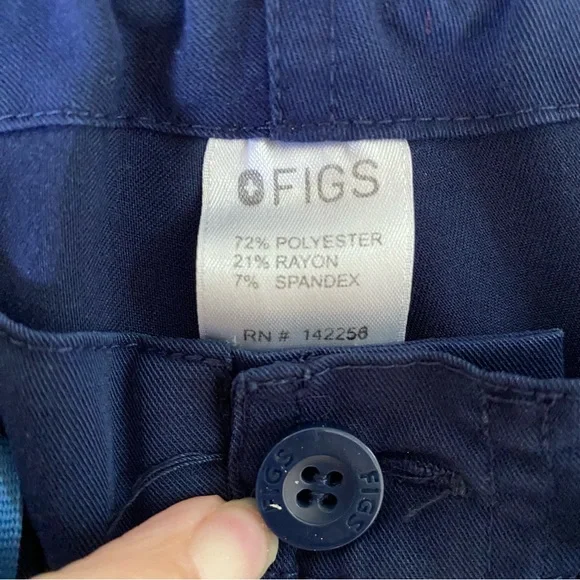 FIGS
72% POLYESTER
21% RAYON
7% SPANDEX
RN # 142256
FIGS
FIGS